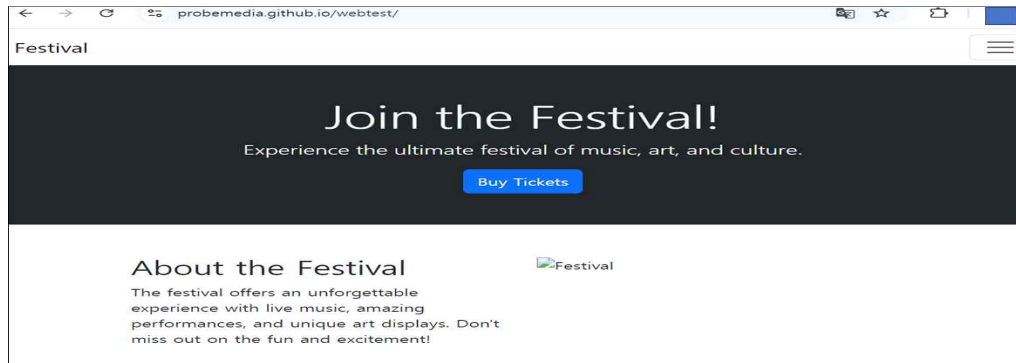 probemedia.github.io/webtest/
Festival
Join the Festival!
Experience the ultimate festival of music, art, and culture.
Buy Tickets
About the Festival
The festival offers an unforgettable
experience with live music, amazing
performances, and unique art displays. Don't
miss out on the fun and excitement!
Festival